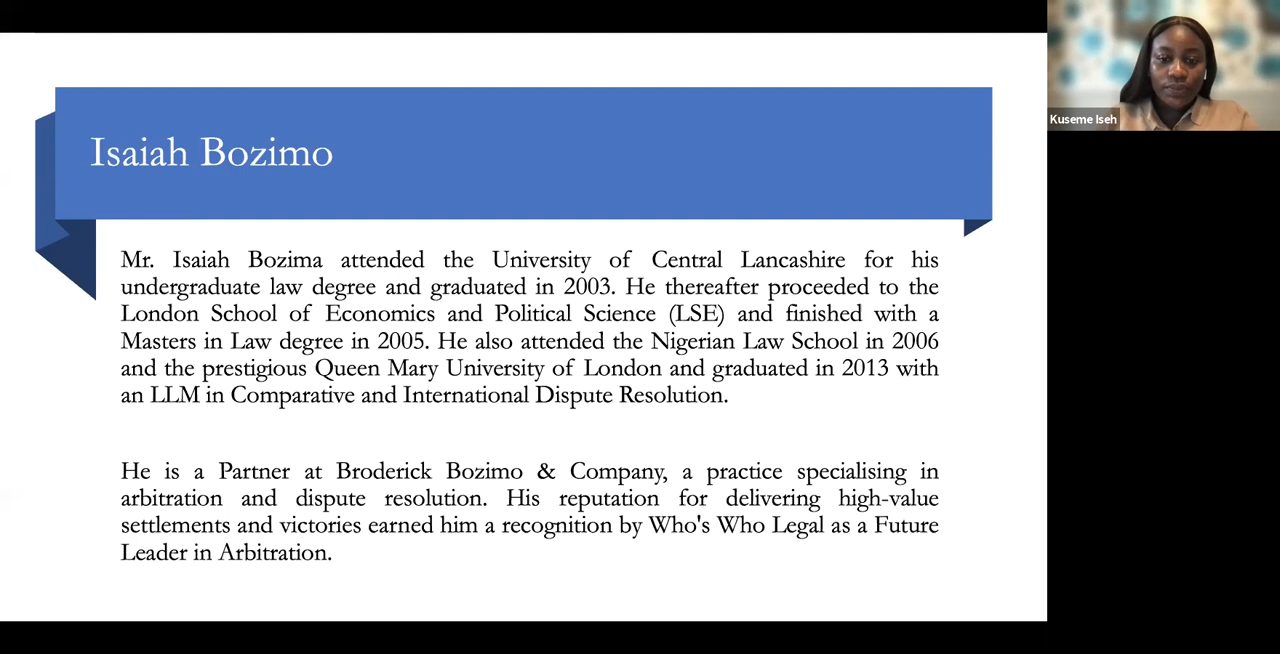 Isaiah Bozimo
Mr. Isaiah Bozima attended the University of Central Lancashire for his
undergraduate law degree and graduated in 2003. He thereafter proceeded to the
London School of Economics and Political Science (LSE) and finished with a
Masters in Law degree in 2005. He also attended the Nigerian Law School in 2006
and the prestigious Queen Mary University of London and graduated in 2013 with
an LLM in Comparative and International Dispute Resolution.
He is a Partner at Broderick Bozimo & Company, a practice specialising in
arbitration and dispute resolution. His reputation for delivering high-value
settlements and victories earned him a recognition by Who's Who Legal as a Future
Leader in Arbitration.
Kuseme Iseh